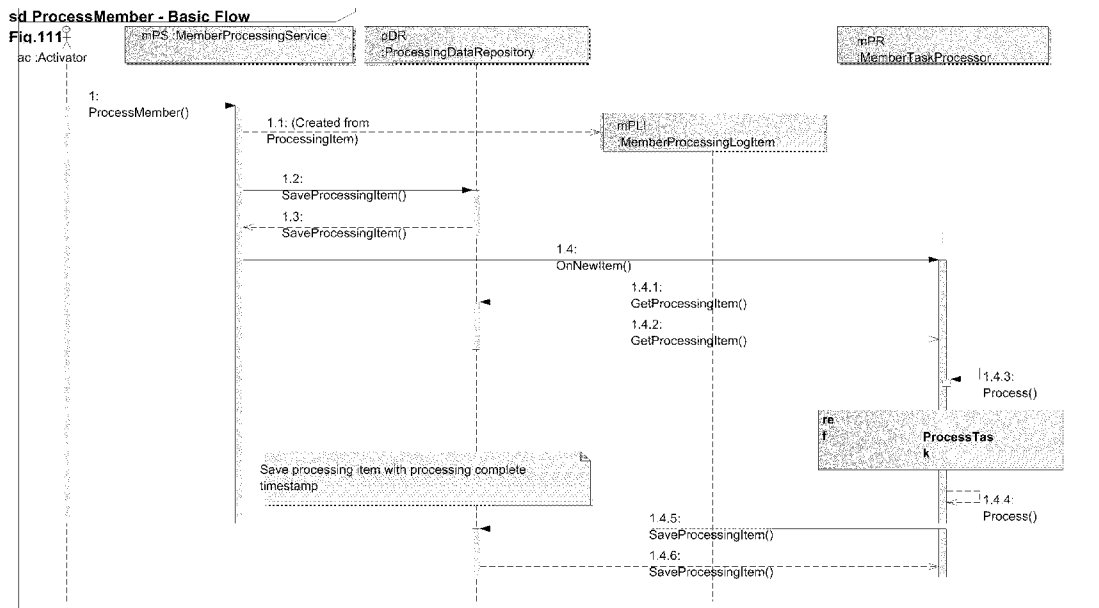 sd ProcessMember - Basic Flow
Fig.111
ac :Activator
mPS :MemberProcessingService
pDR
:ProcessingDataRepository
mPR
:MemberTaskProcessor
1:
ProcessMember()
1.1: (Created from
ProcessingItem)
mPLI
:MemberProcessingLogItem
1.2:
SaveProcessingItem()
1.3:
SaveProcessingItem()
1.4:
OnNewItem()
1.4.1:
GetProcessingItem()
1.4.2:
GetProcessingItem()
1.4.3:
Process()
re
f
ProcessTas
k
Save processing item with processing complete
timestamp
1.4.4:
Process()
1.4.5:
SaveProcessingItem()
1.4.6:
SaveProcessingItem()